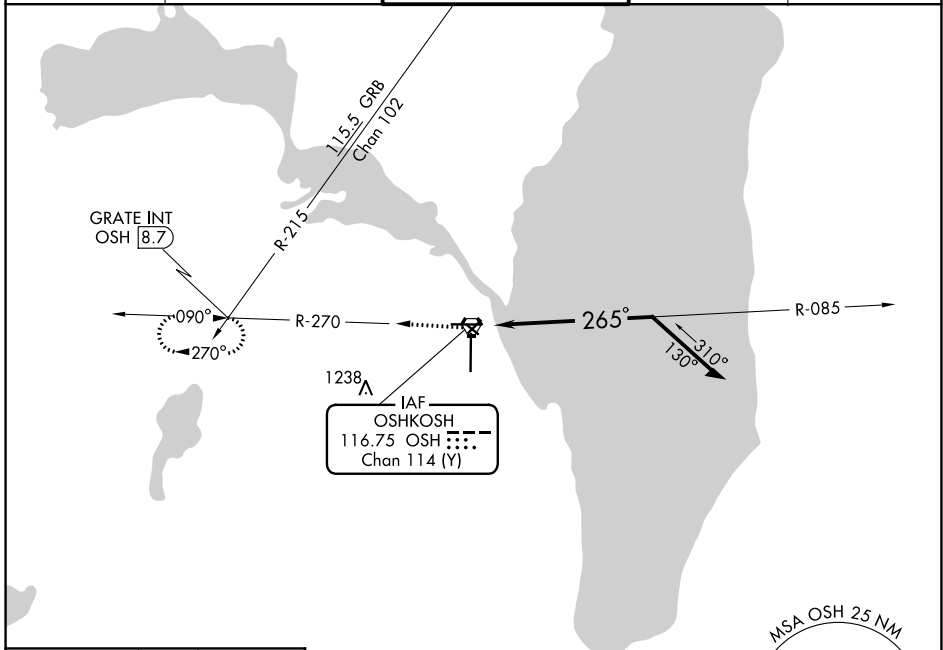 115.5 GRB
Chan 102
R-215
GRATE INT
OSH 8.7
090°
R-270
270°
265°
R-085
310°
130°
1238
IAF
OSHKOSH
116.75 OSH
Chan 114 (Y)
MSA OSH 25 NM